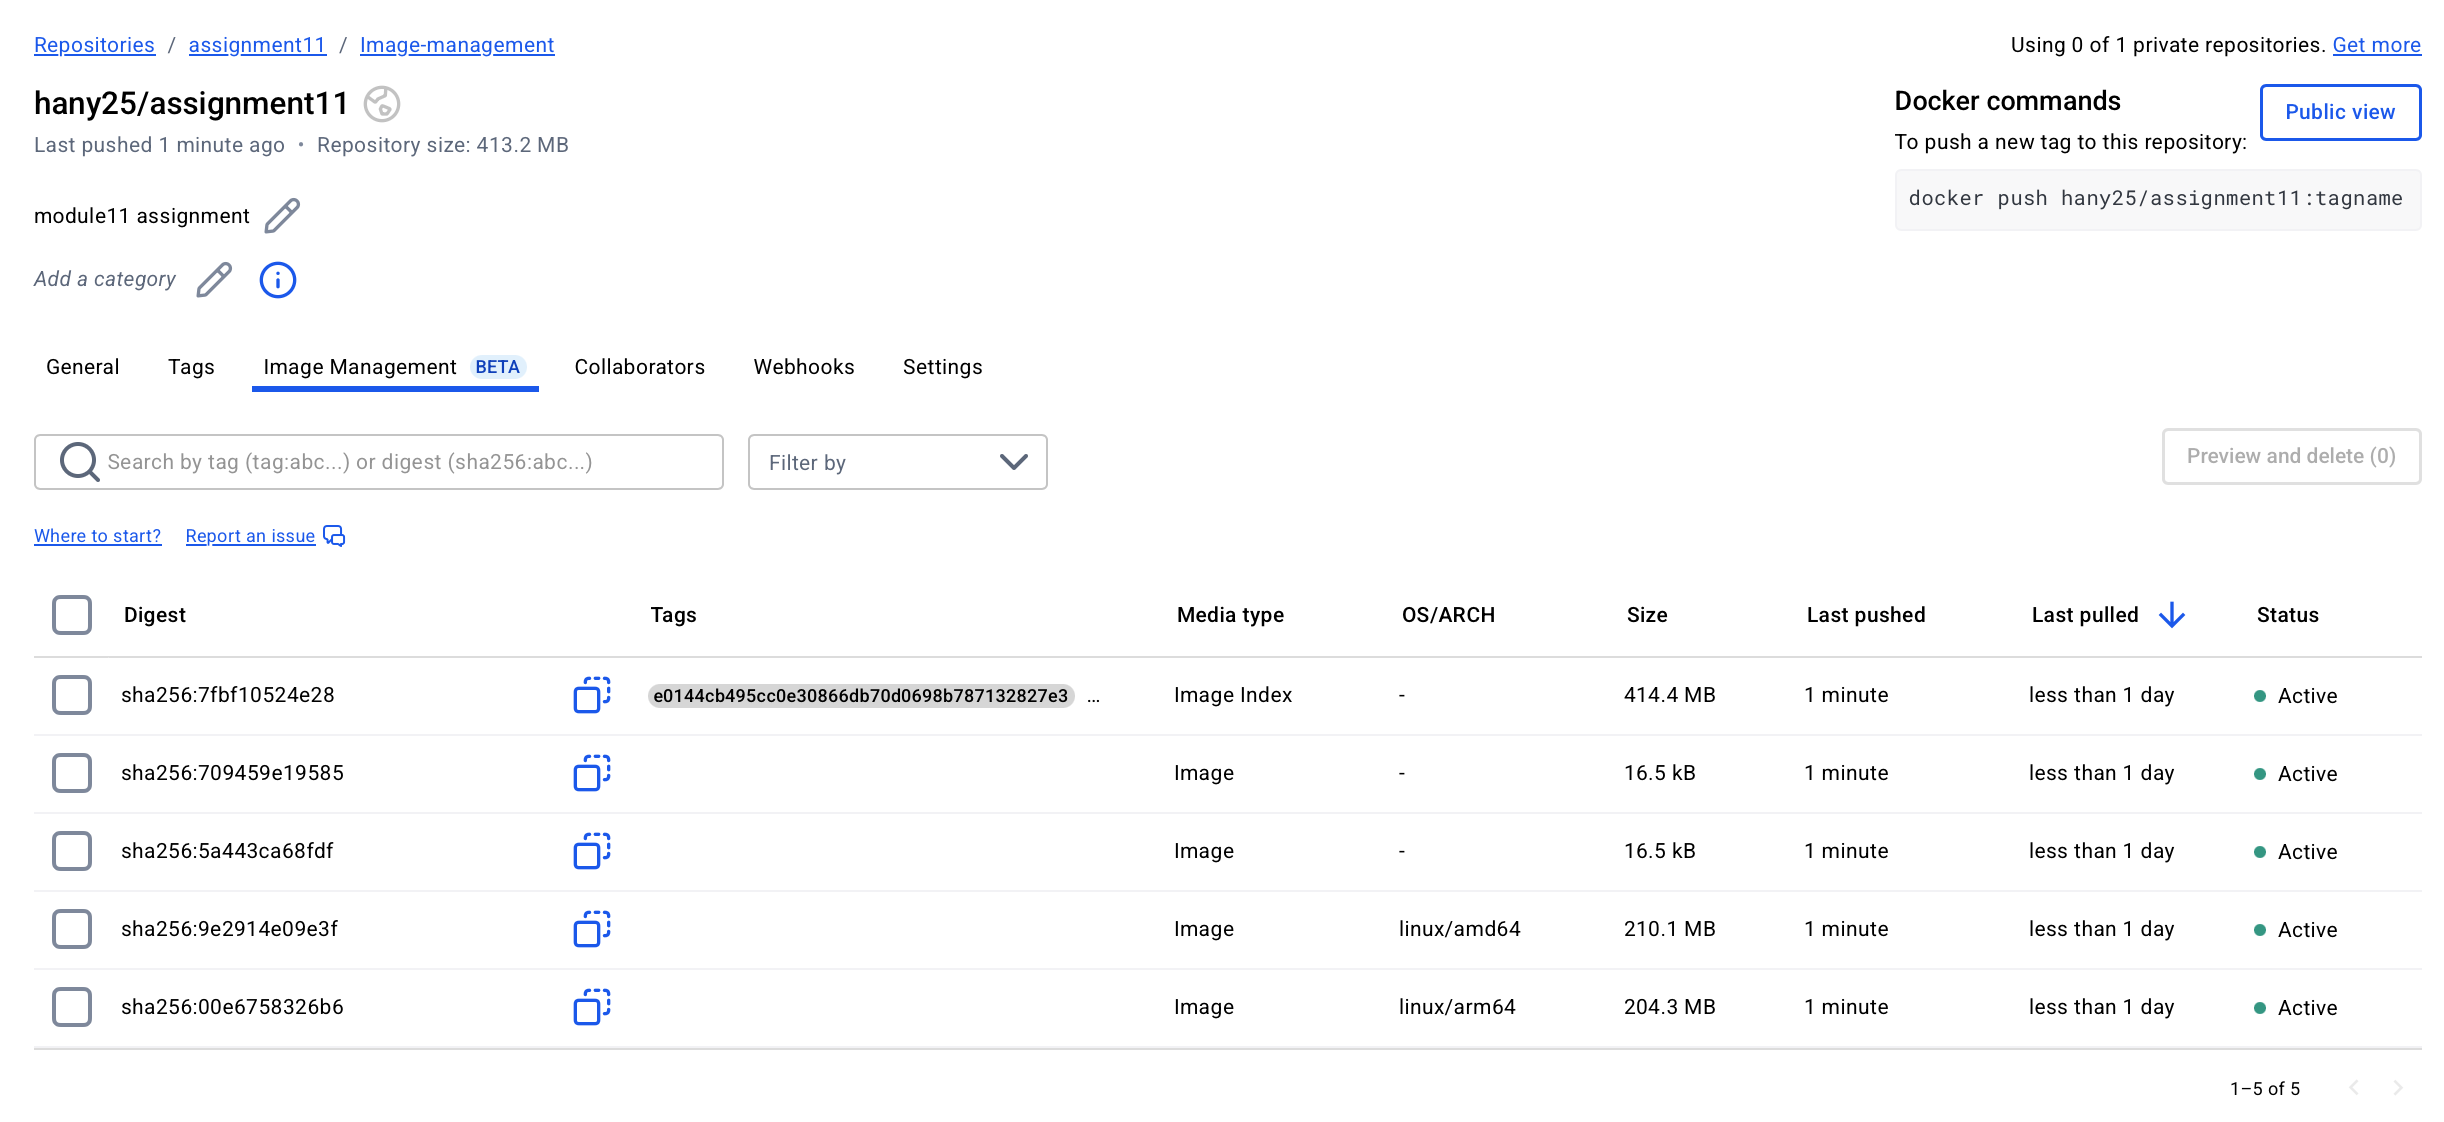 Repositories / assignment11 / Image-management
Using 0 of 1 private repositories. Get more
hany25/assignment11
Last pushed 1 minute ago • Repository size: 413.2 MB
Docker commands
Public view
To push a new tag to this repository:
docker push hany25/assignment11:tagname
module11 assignment
Add a category
General Tags Image Management BETA Collaborators Webhooks Settings
Search by tag (tag:abc...) or digest (sha256:abc...)
Filter by
Preview and delete (0)
Where to start? Report an issue
Digest Tags Media type OS/ARCH Size Last pushed Last pulled Status
sha256:7fbf10524e28 e0144cb495cc0e30866db70d0698b787132827e3 ... Image Index - 414.4 MB 1 minute less than 1 day Active
sha256:709459e19585 Image - 16.5 kB 1 minute less than 1 day Active
sha256:5a443ca68fdf Image - 16.5 kB 1 minute less than 1 day Active
sha256:9e2914e09e3f Image linux/amd64 210.1 MB 1 minute less than 1 day Active
sha256:00e6758326b6 Image linux/arm64 204.3 MB 1 minute less than 1 day Active
1–5 of 5